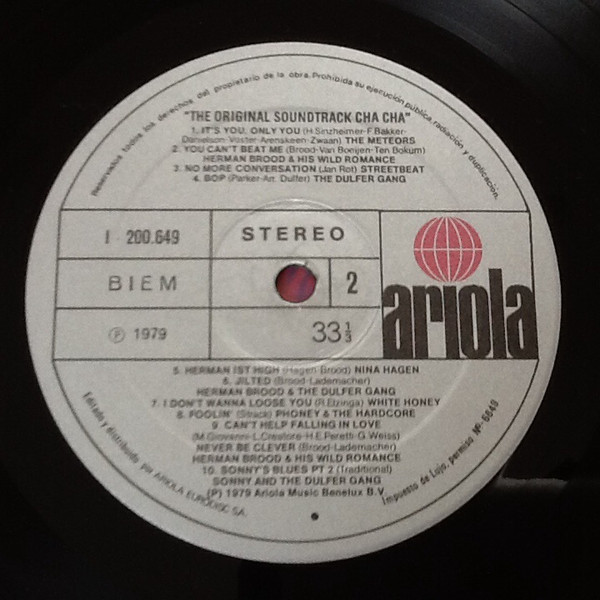 Reservados todos los derechos del propietario de la obra. Prohibida su ejecución pública, radiación y duplicación.
"THE ORIGINAL SOUNDTRACK CHA CHA"
1. IT'S YOU, ONLY YOU (H.Sinzheimer-F.Bakker-
Danielson-Voster-Arenskeen-Zwaan) THE METEORS
2. YOU CAN'T BEAT ME (Brood-Van Boeijen-Ten Bokum)
HERMAN BROOD & HIS WILD ROMANCE
3. NO MORE CONVERSATION (Jan Rot) STREETBEAT
4. BOP (Parker-Arr. Dulfer) THE DULFER GANG
I - 200.649
STEREO
BIEM
2
℗ 1979
33⅓
ariola
5. HERMAN IST HIGH (Hagen-Brood) NINA HAGEN
6. JILTED (Brood-Lademacher)
HERMAN BROOD & THE DULFER GANG
7. I DON'T WANNA LOOSE YOU (R.Elzinga) WHITE HONEY
8. FOOLIN' (Strack) PHONEY & THE HARDCORE
9. CAN'T HELP FALLING IN LOVE
(M.Giovanni-L.Creatore-H.E.Peretti-G.Weiss)
NEVER BE CLEVER (Brood-Lademacher)
HERMAN BROOD & HIS WILD ROMANCE
10. SONNY'S BLUES PT 2 (Traditional)
SONNY AND THE DULFER GANG
(P) 1979 Ariola Music Benelux B.V.
Editado y distribuido por ARIOLA EURODISC SA.
Impuesto de Lujo, permiso Nº 6649